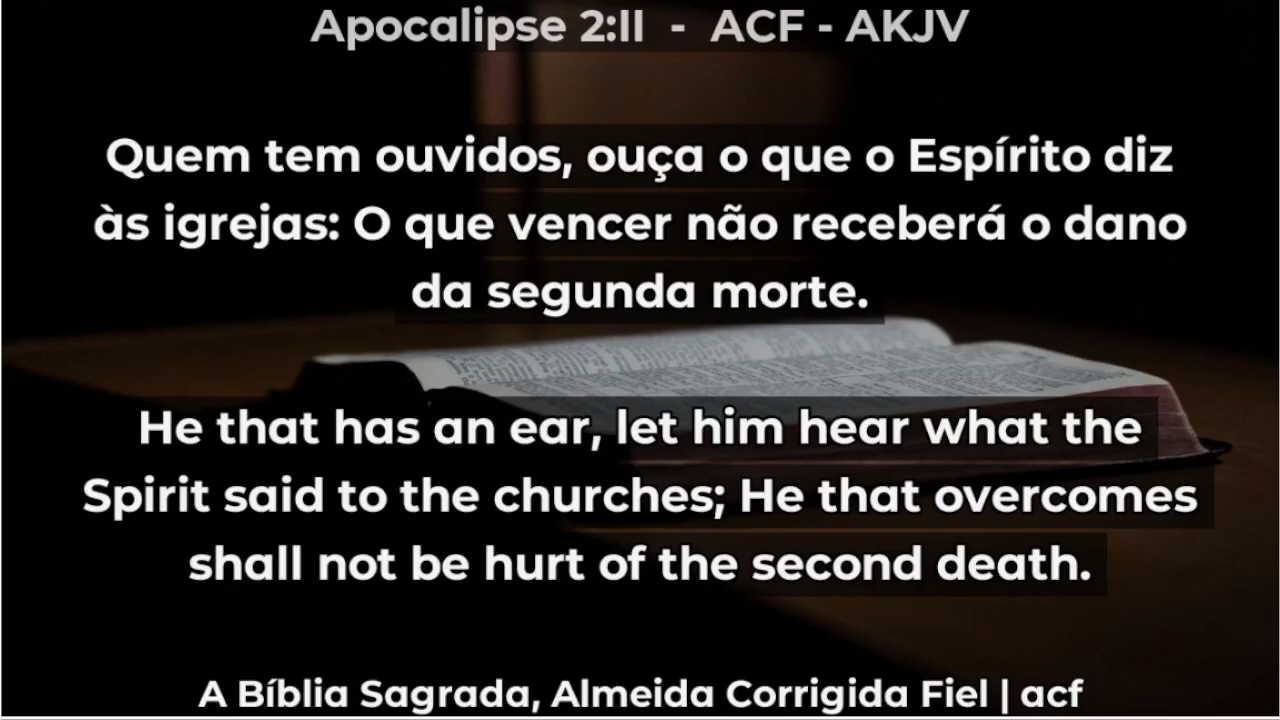 Apocalipse 2:II - ACF - AKJV
Quem tem ouvidos, ouça o que o Espírito diz
às igrejas: O que vencer não receberá o dano
da segunda morte.
He that has an ear, let him hear what the
Spirit said to the churches; He that overcomes
shall not be hurt of the second death.
A Bíblia Sagrada, Almeida Corrigida Fiel | acf